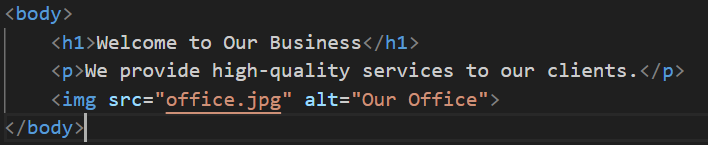 <body>
<h1>Welcome to Our Business</h1>
<p>We provide high-quality services to our clients.</p>
<img src="office.jpg" alt="Our Office">
</body>